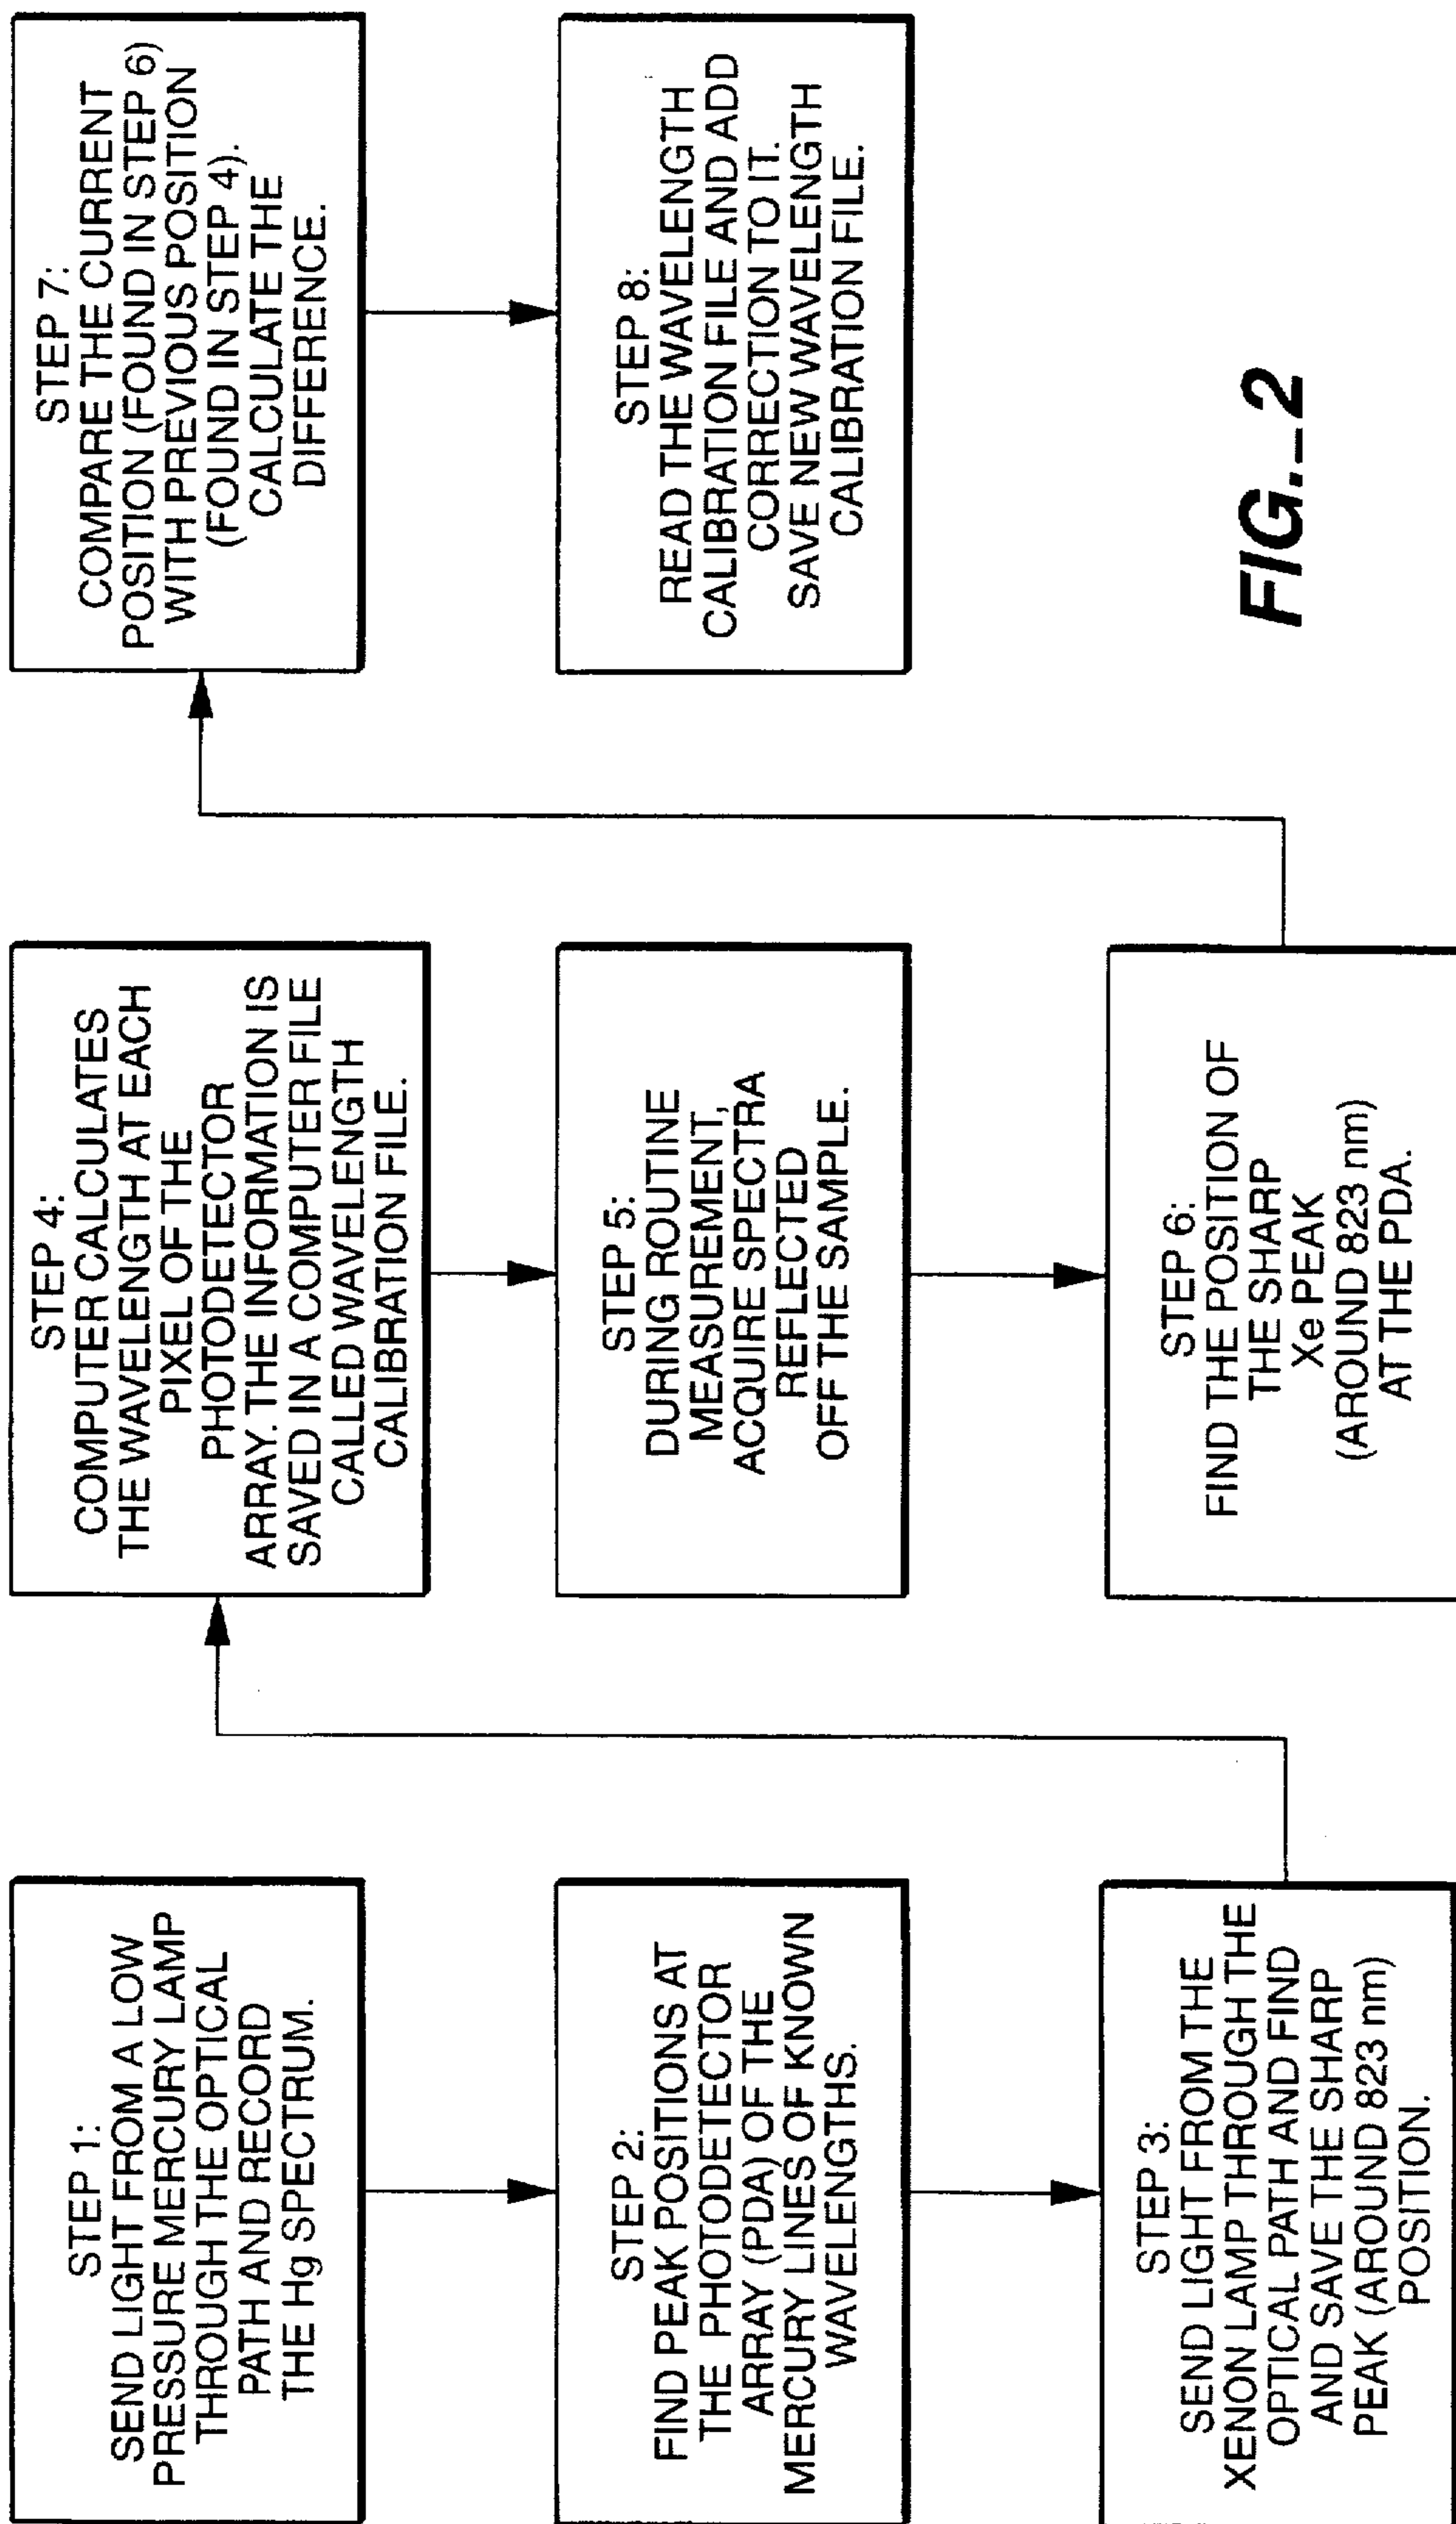 STEP 1:
SEND LIGHT FROM A LOW
PRESSURE MERCURY LAMP
THROUGH THE OPTICAL
PATH AND RECORD
THE Hg SPECTRUM.
STEP 2:
FIND PEAK POSITIONS AT
THE PHOTODETECTOR
ARRAY (PDA) OF THE
MERCURY LINES OF KNOWN
WAVELENGTHS.
STEP 3:
SEND LIGHT FROM THE
XENON LAMP THROUGH THE
OPTICAL PATH AND FIND
AND SAVE THE SHARP
PEAK (AROUND 823 nm)
POSITION.
STEP 4:
COMPUTER CALCULATES
THE WAVELENGTH AT EACH
PIXEL OF THE
PHOTODETECTOR
ARRAY. THE INFORMATION IS
SAVED IN A COMPUTER FILE
CALLED WAVELENGTH
CALIBRATION FILE.
STEP 5:
DURING ROUTINE
MEASUREMENT,
ACQUIRE SPECTRA
REFLECTED
OFF THE SAMPLE.
STEP 6:
FIND THE POSITION OF
THE SHARP
Xe PEAK
(AROUND 823 nm)
AT THE PDA.
STEP 7:
COMPARE THE CURRENT
POSITION (FOUND IN STEP 6)
WITH PREVIOUS POSITION
(FOUND IN STEP 4).
CALCULATE THE
DIFFERENCE.
STEP 8:
READ THE WAVELENGTH
CALIBRATION FILE AND ADD
CORRECTION TO IT.
SAVE NEW WAVELENGTH
CALIBRATION FILE.
FIG._2